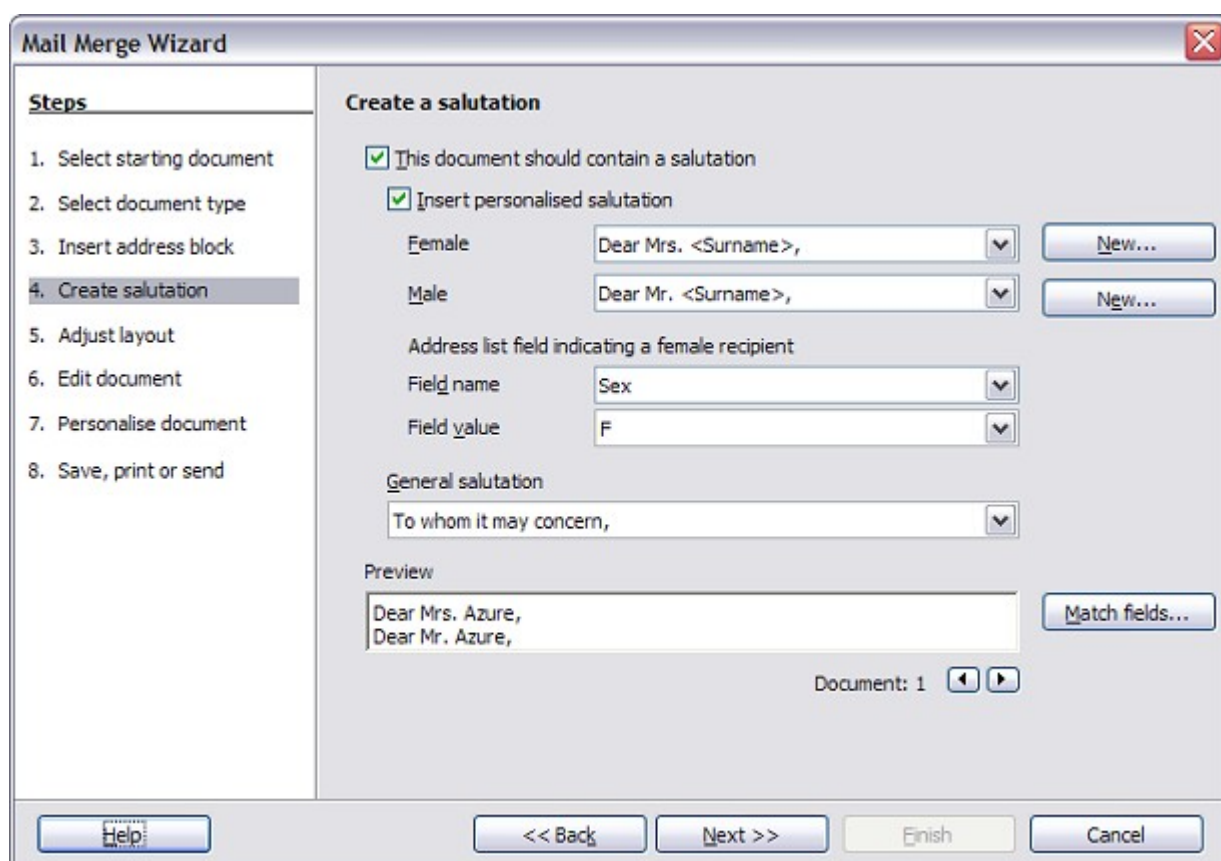 Mail Merge Wizard
Steps
1. Select starting document
2. Select document type
3. Insert address block
4. Create salutation
5. Adjust layout
6. Edit document
7. Personalise document
8. Save, print or send
Create a salutation
This document should contain a salutation
Insert personalised salutation
Female Dear Mrs. <Surname>, New...
Male Dear Mr. <Surname>, New...
Address list field indicating a female recipient
Field name Sex
Field value F
General salutation
To whom it may concern,
Preview
Dear Mrs. Azure,
Dear Mr. Azure,
Match fields...
Document: 1
Help << Back Next >> Finish Cancel